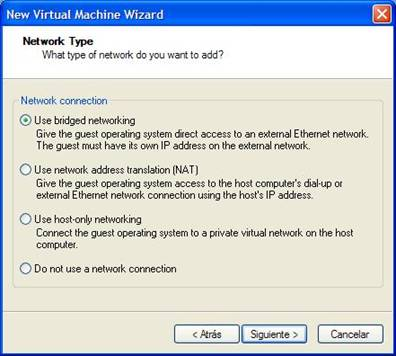 New Virtual Machine Wizard
Network Type
What type of network do you want to add?
Network connection
Use bridged networking
Give the guest operating system direct access to an external Ethernet network.
The guest must have its own IP address on the external network.
Use network address translation (NAT)
Give the guest operating system access to the host computer's dial-up or
external Ethernet network connection using the host's IP address.
Use host-only networking
Connect the guest operating system to a private virtual network on the host
computer.
Do not use a network connection
< Atrás
Siguiente >
Cancelar